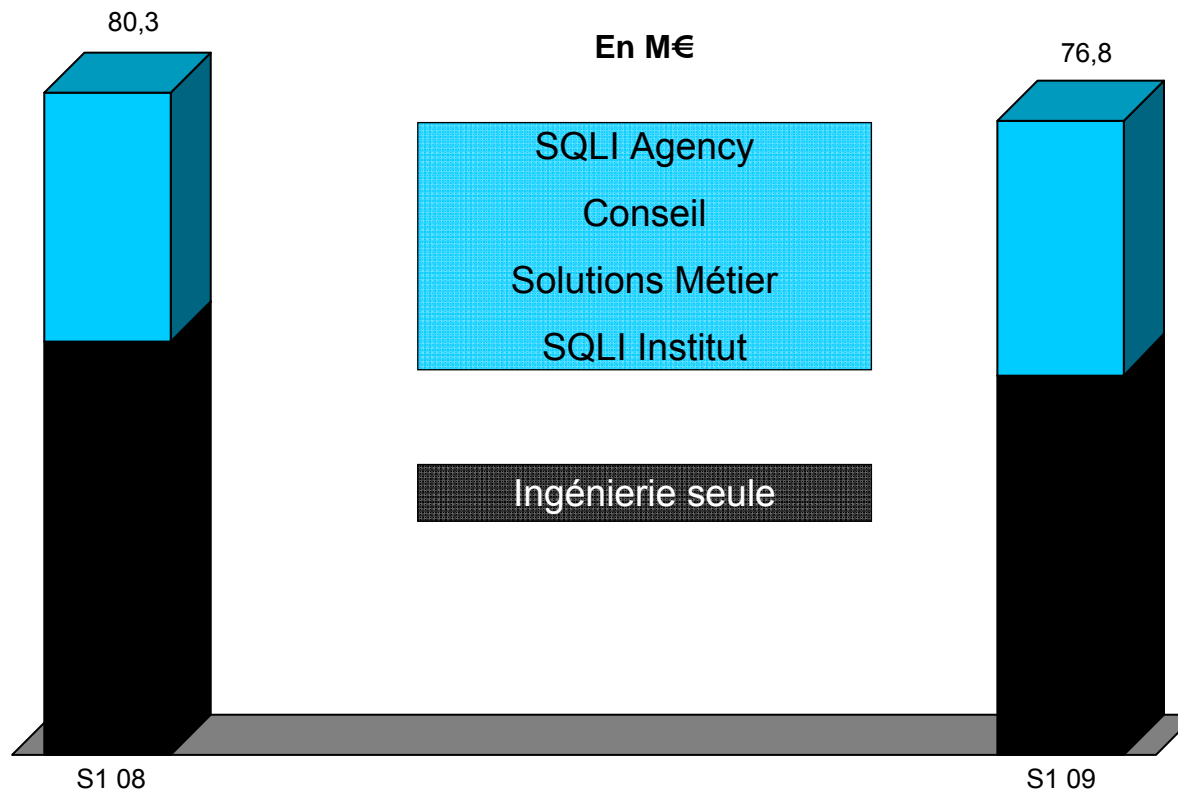 80,3
En M€
76,8
SQLI Agency
Conseil
Solutions Métier
SQLI Institut
Ingénierie seule
S1 08
S1 09